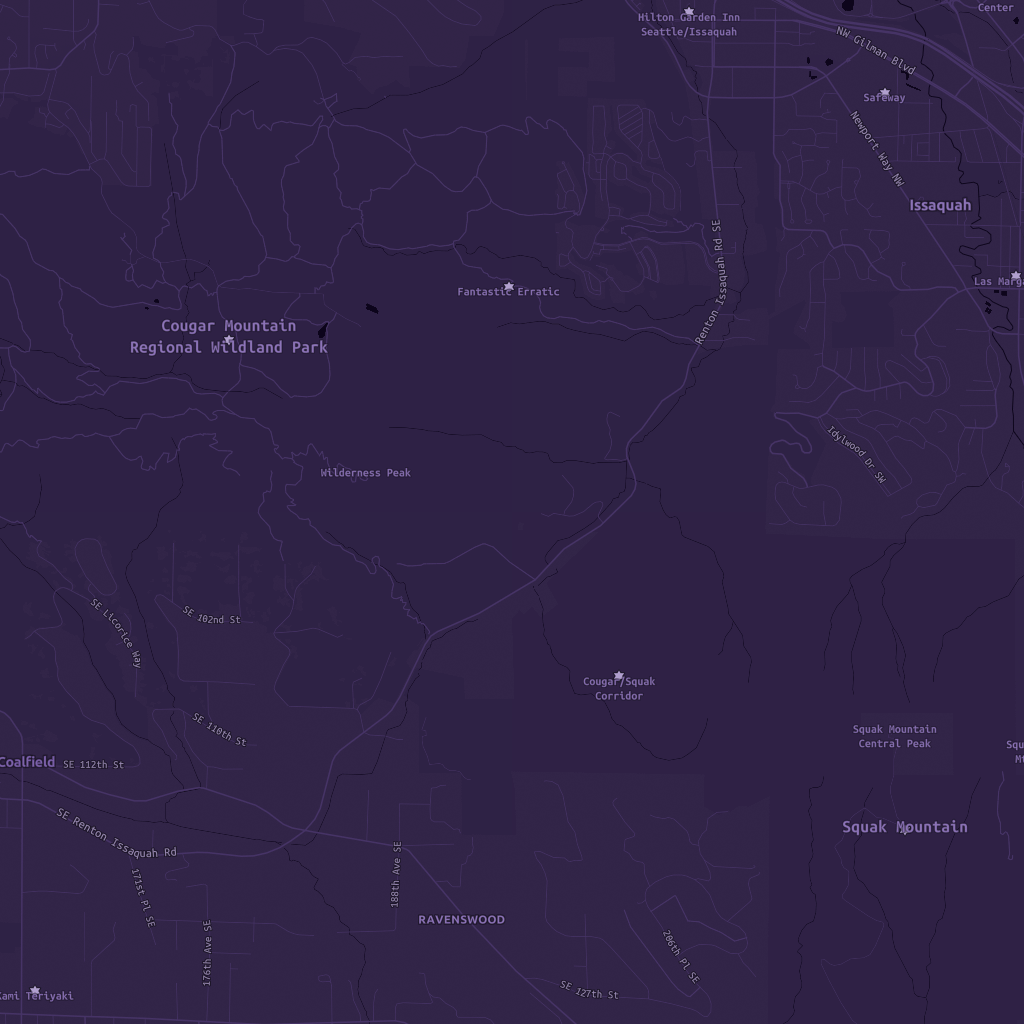 Center
Hilton Garden Inn
Seattle/Issaquah
NW Gilman Blvd
Safeway
Newport Way NW
Issaquah
Renton Issaquah Rd SE
Las Marga
Fantastic Erratic
Cougar Mountain
Regional Wildland Park
Idylwood Dr SW
Wilderness Peak
SE Licorice Way
SE 102nd St
Cougar/Squak
Corridor
SE 110th St
Squak Mountain
Central Peak
Squ
Mt
Coalfield
SE 112th St
SE Renton Issaquah Rd
Squak Mountain
171st Pl SE
188th Ave SE
RAVENSWOOD
176th Ave SE
206th Pl SE
SE 127th St
Kami Teriyaki